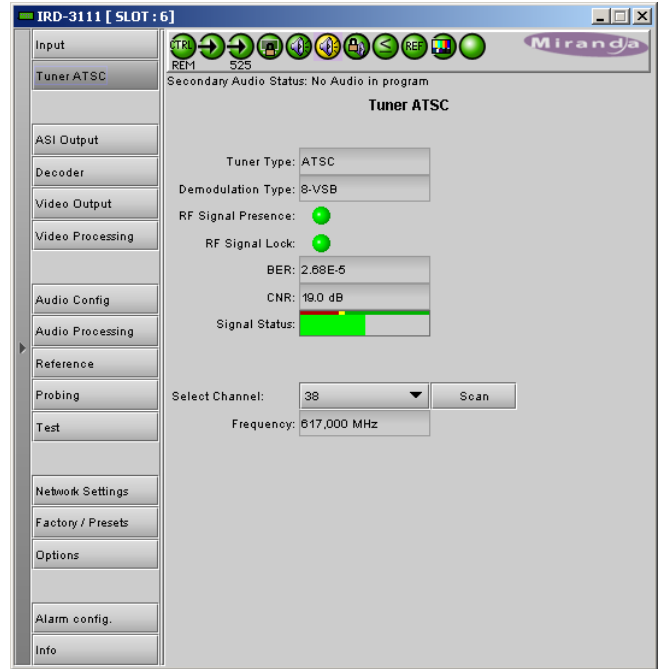 IRD-3111 [ SLOT : 6]
CTRL
REF
Miranda
REM 525
Secondary Audio Status: No Audio in program
Input
Tuner ATSC
ASI Output
Decoder
Video Output
Video Processing
Audio Config
Audio Processing
Reference
Probing
Test
Network Settings
Factory / Presets
Options
Alarm config.
Info
Tuner ATSC
Tuner Type: ATSC
Demodulation Type: 8-VSB
RF Signal Presence:
RF Signal Lock:
BER: 2.68E-5
CNR: 19.0 dB
Signal Status:
Select Channel: 38 Scan
Frequency: 617,000 MHz